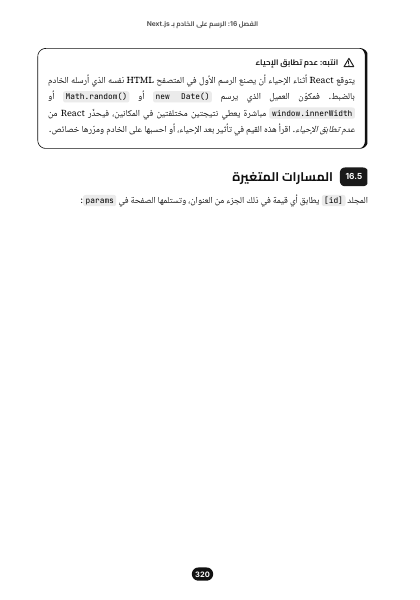 الفصل 16: الرسم على الخادم بـ Next.js
انتبه: عدم تطابق الإحياء
يتوقع React أثناء الإحياء أن يصنع الرسم الأول في المتصفح HTML نفسه الذي أرسله الخادم
بالضبط. فمكوّن العميل الذي يرسم new Date() أو Math.random() أو
window.innerWidth مباشرة يعطي نتيجتين مختلفتين في المكانين، فيحذّر React من
عدم تطابق الإحياء. اقرأ هذه القيم في تأثير بعد الإحياء، أو احسبها على الخادم ومرّرها خصائص.
16.5 المسارات المتغيرة
المجلد [id] يطابق أي قيمة في ذلك الجزء من العنوان، وتستلمها الصفحة في params:
320